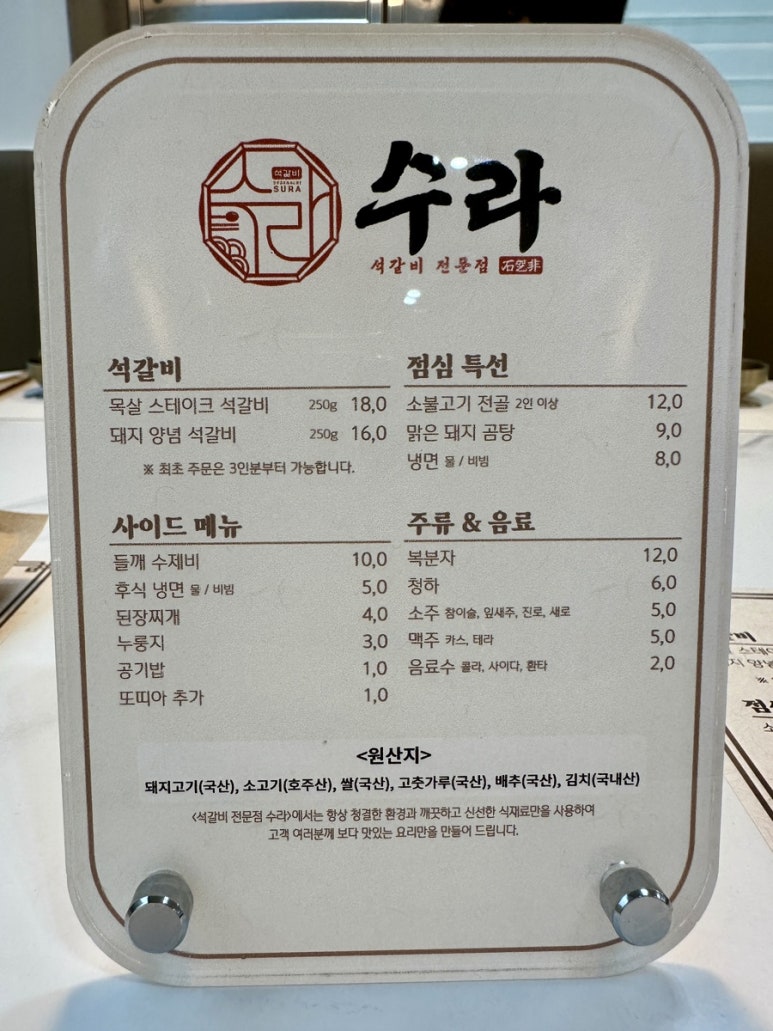 석갈비
SEOKGALBI
SURA
수라
석갈비 전문점 石乫非
석갈비
목살 스테이크 석갈비 250g 18,0
돼지 양념 석갈비 250g 16,0
※ 최초 주문은 3인분부터 가능합니다.
점심 특선
소불고기 전골 2인 이상 12,0
맑은 돼지 곰탕 9,0
냉면 물 / 비빔 8,0
사이드 메뉴
들깨 수제비 10,0
후식 냉면 물 / 비빔 5,0
된장찌개 4,0
누룽지 3,0
공기밥 1,0
또띠아 추가 1,0
주류 & 음료
복분자 12,0
청하 6,0
소주 참이슬, 잎새주, 진로, 새로 5,0
맥주 카스, 테라 5,0
음료수 콜라, 사이다, 환타 2,0
<원산지>
돼지고기(국산), 소고기(호주산), 쌀(국산), 고춧가루(국산), 배추(국산), 김치(국내산)
<석갈비 전문점 수라>에서는 항상 청결한 환경과 깨끗하고 신선한 식재료만을 사용하여
고객 여러분께 보다 맛있는 요리만을 만들어 드립니다.